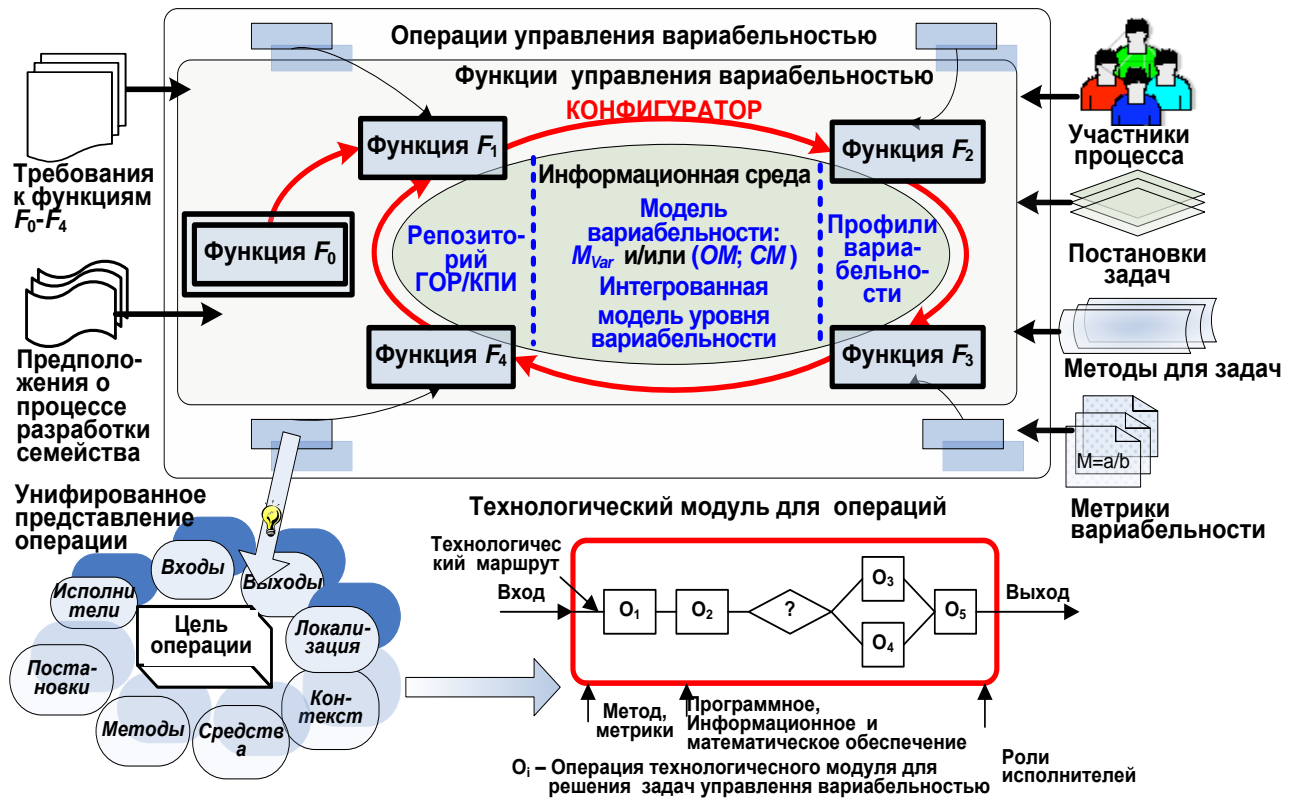 Операции управления вариабельностью
Функции управления вариабельностью
КОНФИГУРАТОР
Требования
к функциям
F0-F4
Предполо-
жения о
процессе
разработки
семейства
Функция F0
Функция F1
Функция F2
Функция F3
Функция F4
Информационная среда
Репозито-
рий
ГОР/КПИ
Модель
вариабельности:
MVar и/или (OM; CM )
Интегрованная
модель уровня
вариабельности
Профили
вариа-
бельно-
сти
Участники
процесса
Постановки
задач
Методы для задач
M=a/b
Метрики
вариабельности
Унифированное
представление
операции
Входы
Выходы
Исполни
тели
Локали-
зация
Цель
операции
Поста-
новки
Кон-
текст
Методы
Средств
а
Технологический модуль для операций
Технологичес
кий маршрут
Вход
O1
O2
?
O3
O4
O5
Выход
Метод,
метрики
Программное,
Информационное и
математическое обеспечение
Роли
исполнителей
Oi – Операция технологического модуля для
решения задач управлення вариабельностью